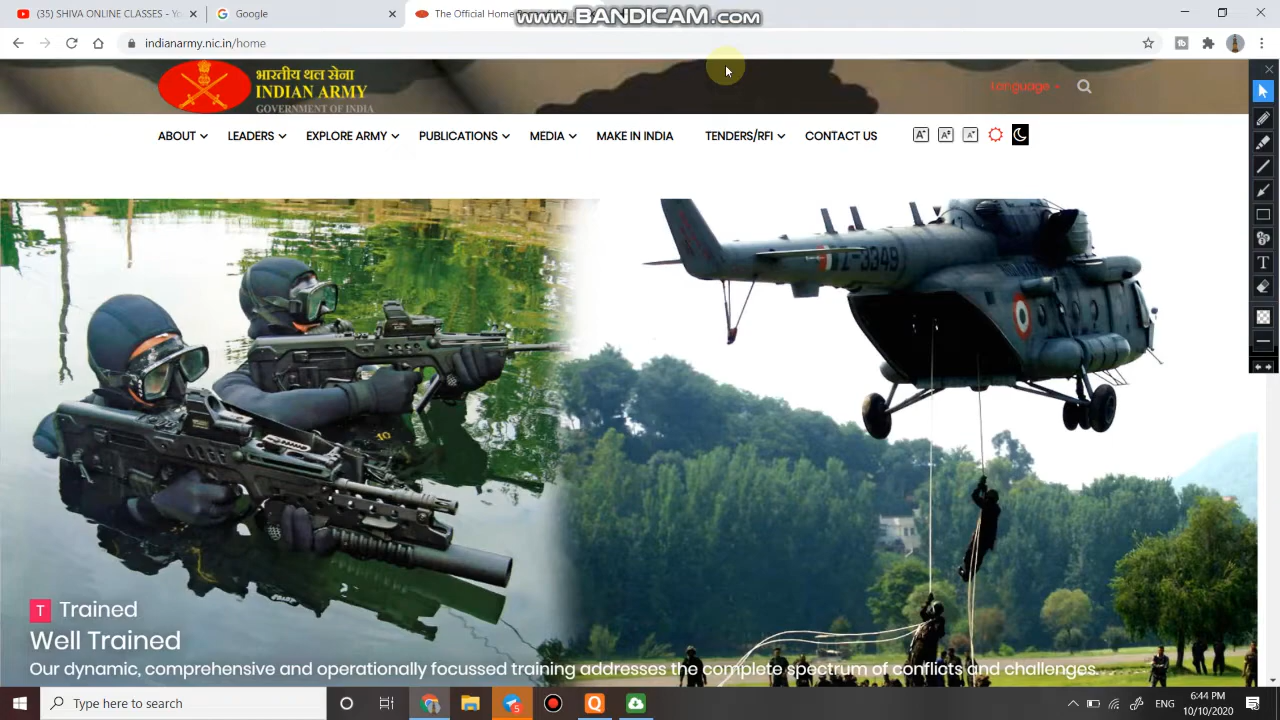 (35) SHIVA ONLINE CLASSES - Yo
Google
The Official Home
www.BANDICAM.com
indianarmy.nic.in/home
भारतीय थल सेना
INDIAN ARMY
GOVERNMENT OF INDIA
Language
ABOUT
LEADERS
EXPLORE ARMY
PUBLICATIONS
MEDIA
MAKE IN INDIA
TENDERS/RFI
CONTACT US
Z-3349
10
T Trained
Well Trained
Our dynamic, comprehensive and operationally focussed training addresses the complete spectrum of conflicts and challenges.
Type here to search
5
ENG
6:44 PM
10/10/2020